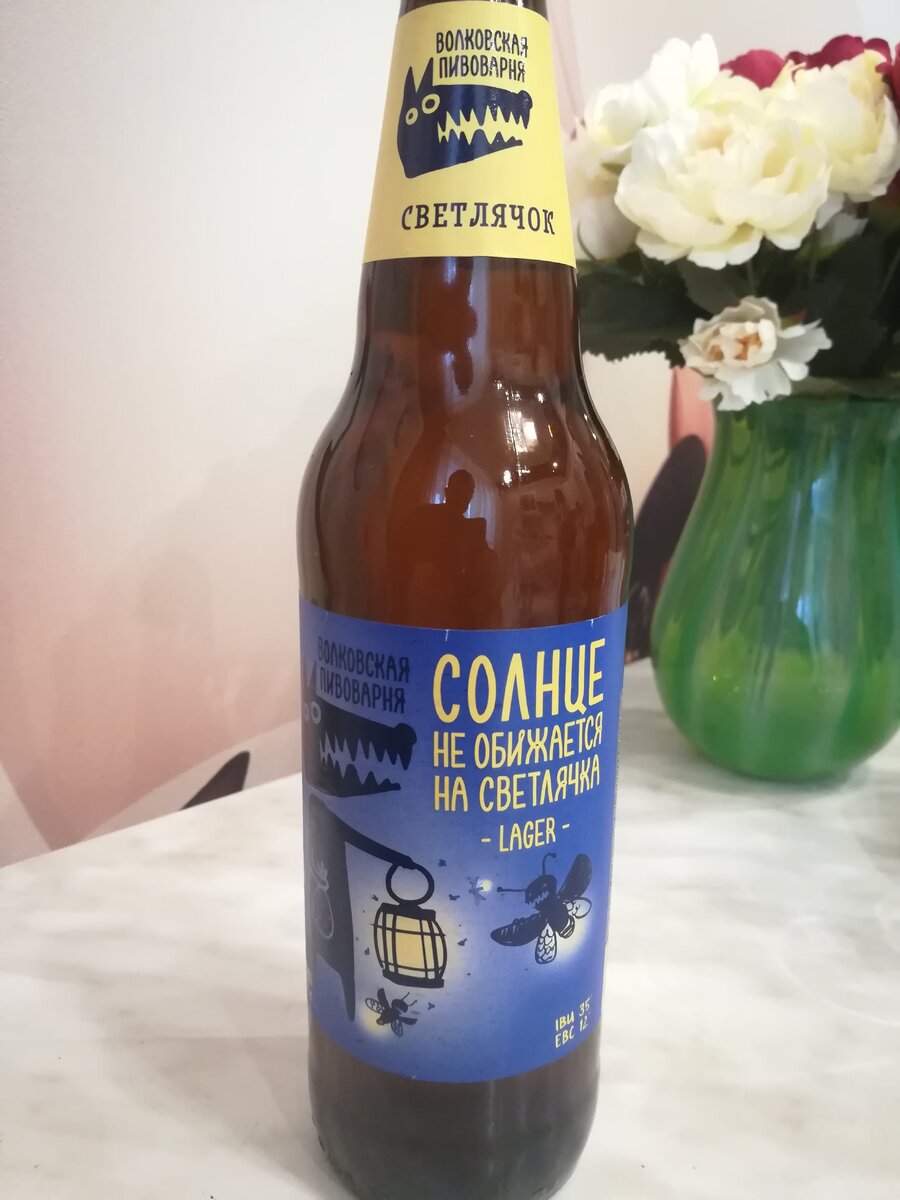 ВОЛКОВСКАЯ
ПИВОВАРНЯ
СВЕТЛЯЧОК
ВОЛКОВСКАЯ
ПИВОВАРНЯ
СОЛНЦЕ
НЕ ОБИЖАЕТСЯ
НА СВЕТЛЯЧКА
- LAGER -
IBU 35
EBC 12